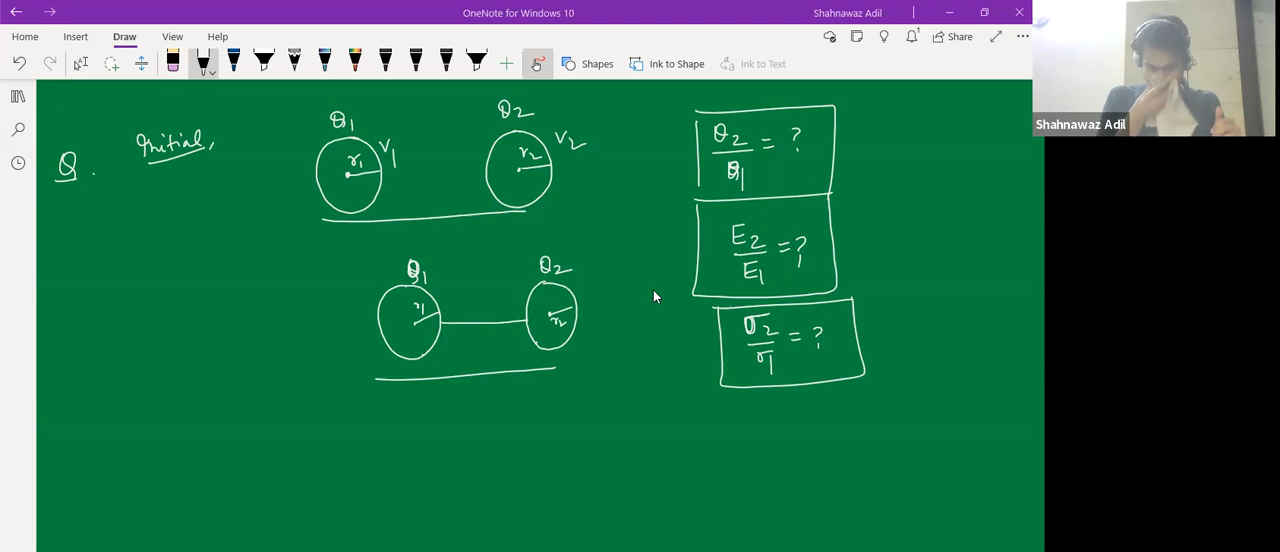 OneNote for Windows 10
Shahnawaz Adil
Home Insert Draw View Help
Share
Shapes Ink to Shape Ink to Text
Shahnawaz Adil
Q. Initial,
Q1 Q2
r1 V1 r2 V2
Q2/Q1 = ?
E2/E1 = ?
Q1 Q2
r1 r2
σ2/σ1 = ?